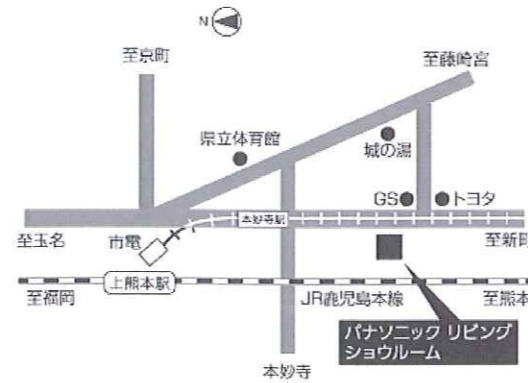 N
至京町
至藤崎宮
県立体育館
城の湯
GS
トヨタ
本妙寺駅
至玉名
市電
至新町
上熊本駅
至福岡
JR鹿児島本線
至熊本
パナソニック リビング
ショウルーム
本妙寺